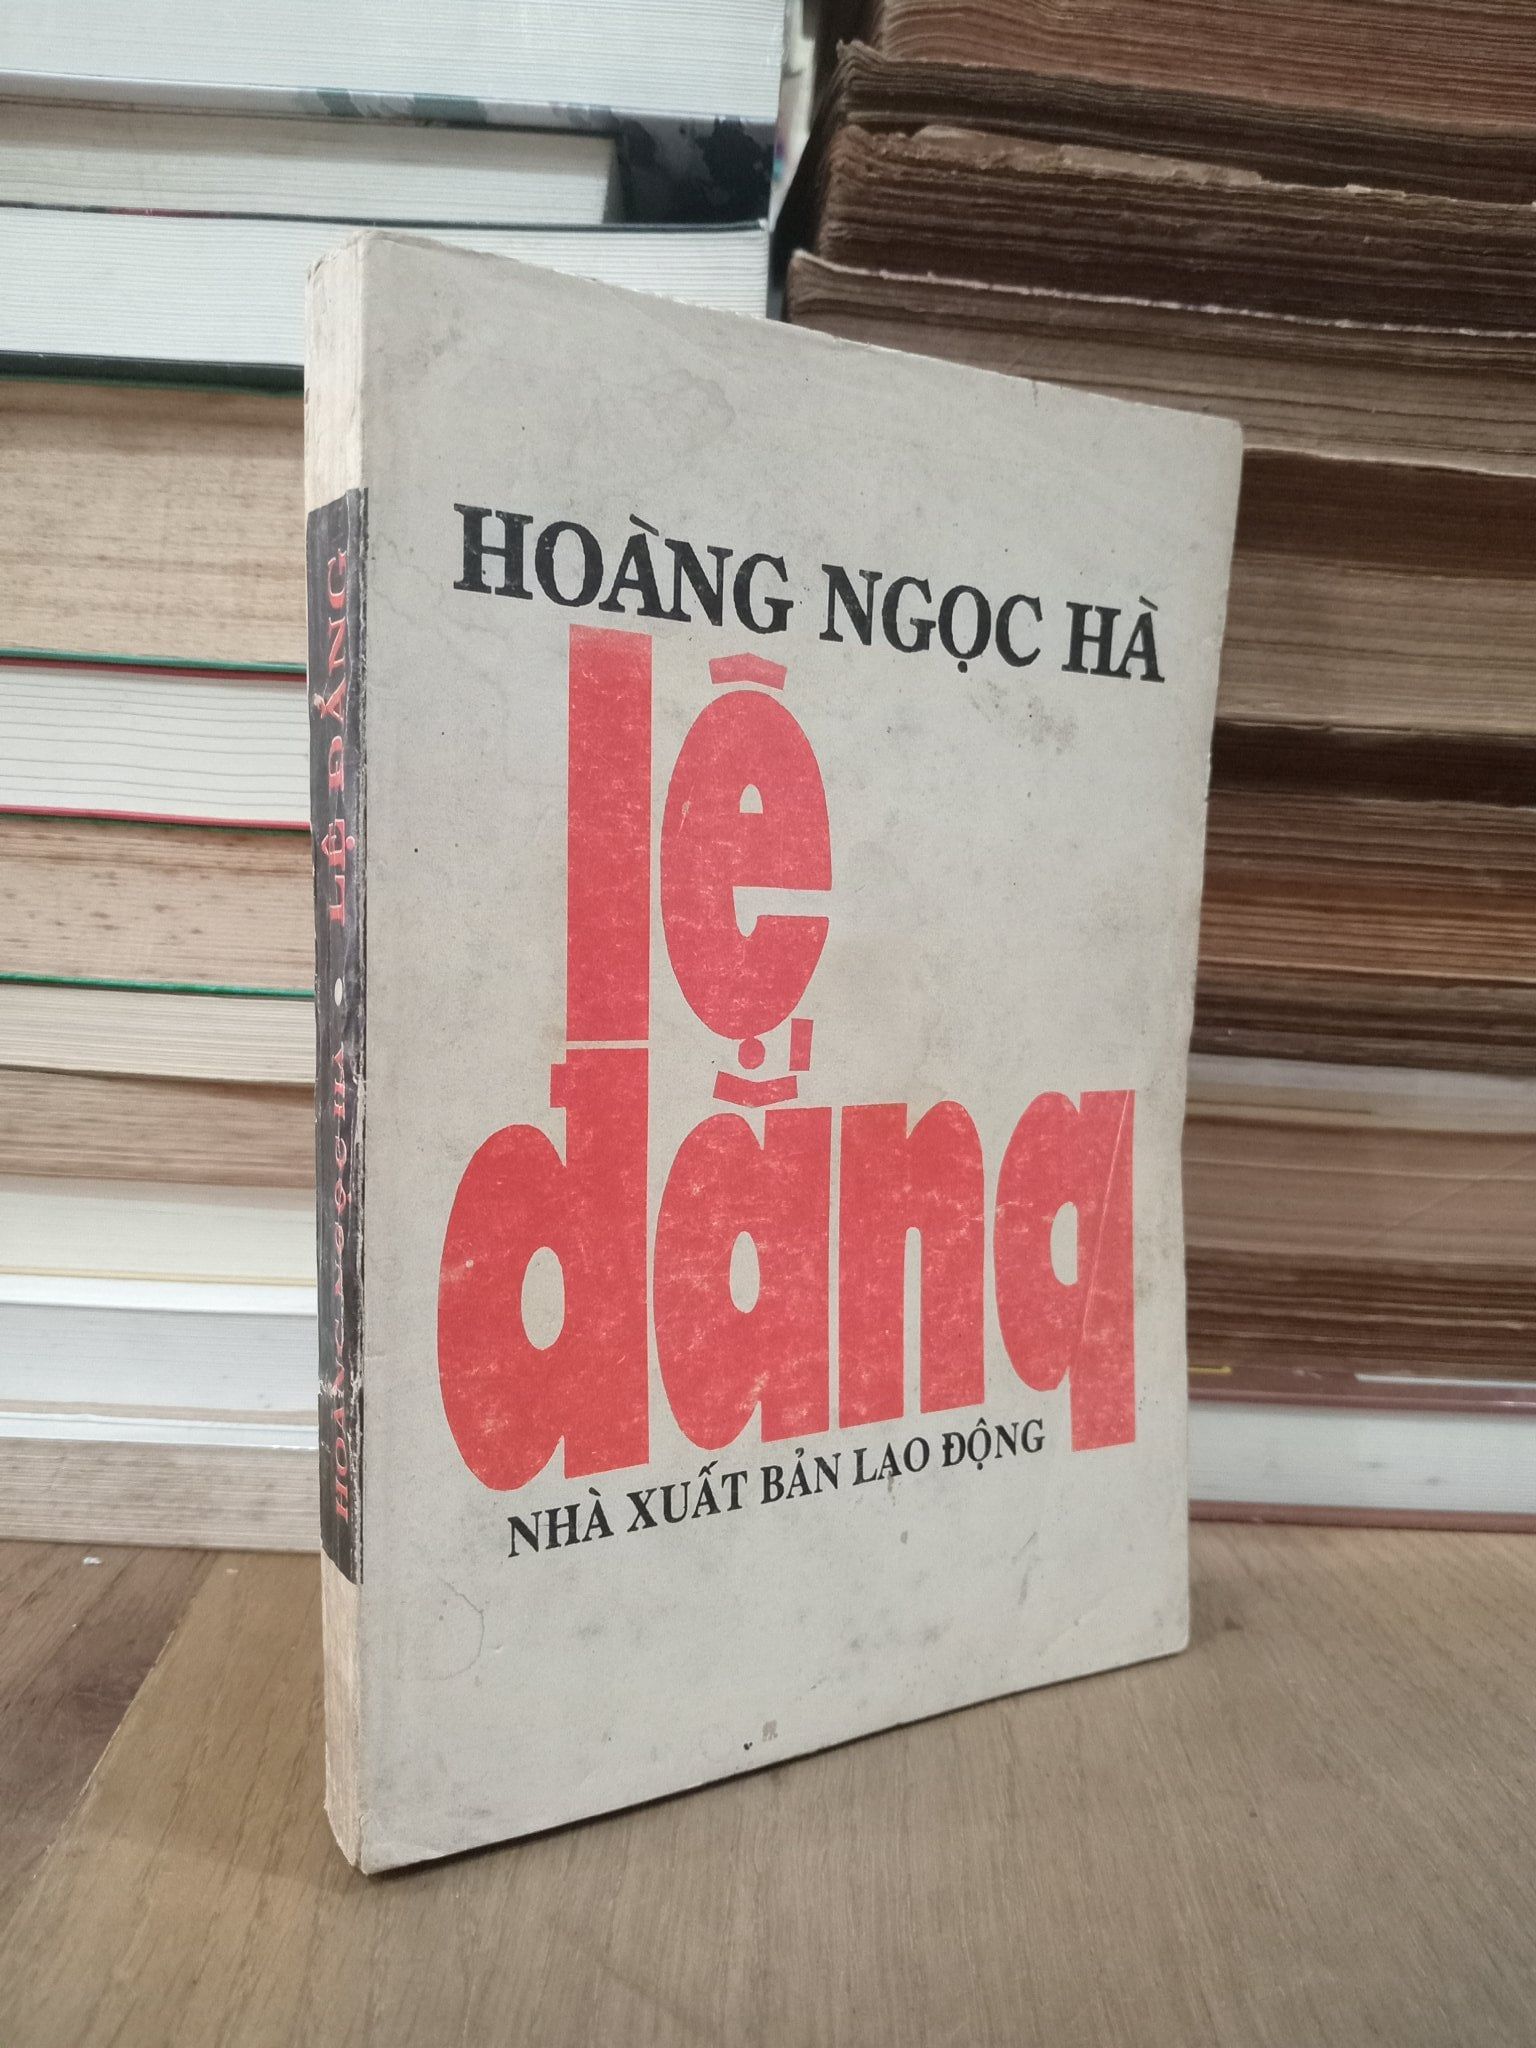 HOÀNG NGỌC HÀ
lệ
đắng
NHÀ XUẤT BẢN LAO ĐỘNG
HOÀNG NGỌC HÀ • LỆ ĐẮNG